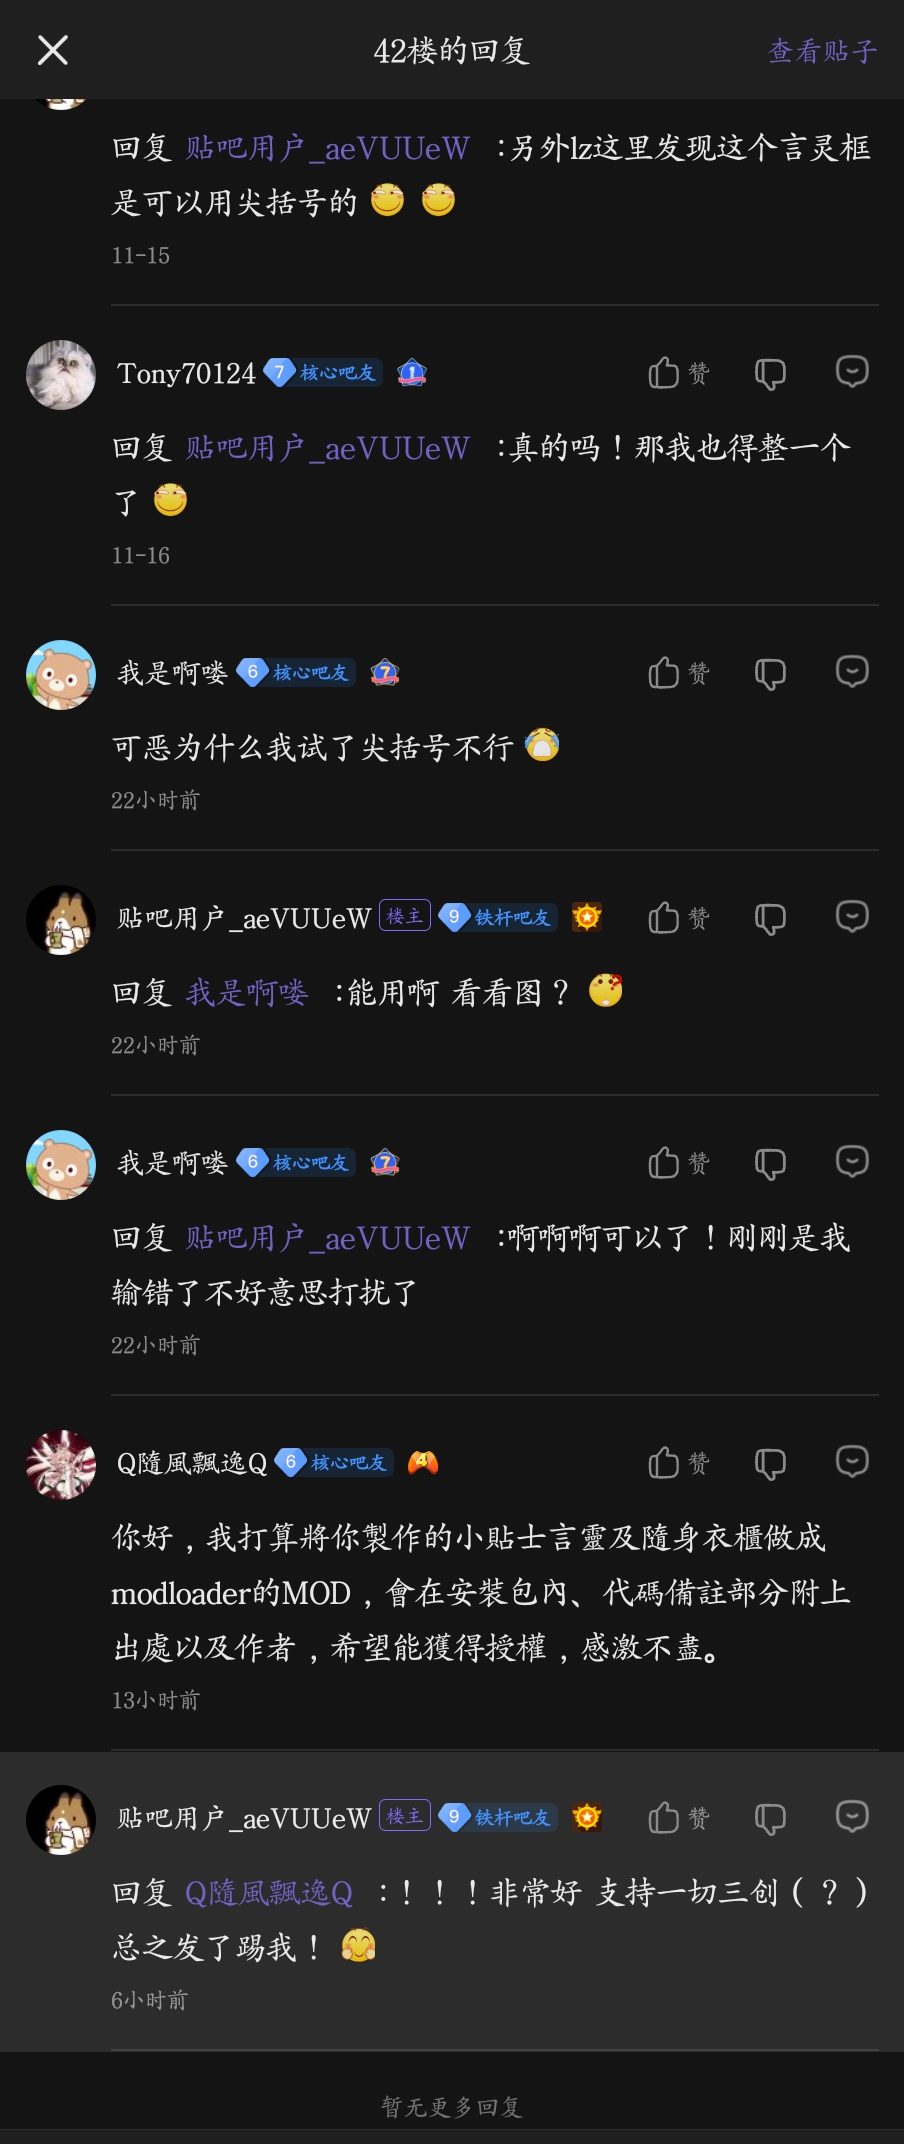 42楼的回复
查看贴子
回复 贴吧用户_aeVUUeW :另外lz这里发现这个言灵框
是可以用尖括号的
11-15
Tony70124 7 核心吧友 1
赞
回复 贴吧用户_aeVUUeW :真的吗！那我也得整一个
了
11-16
我是啊喽 6 核心吧友 7
赞
可恶为什么我试了尖括号不行
22小时前
贴吧用户_aeVUUeW 楼主 9 铁杆吧友
赞
回复 我是啊喽 :能用啊 看看图？
22小时前
我是啊喽 6 核心吧友 7
赞
回复 贴吧用户_aeVUUeW :啊啊啊可以了！刚刚是我
输错了不好意思打扰了
22小时前
Q隨風飄逸Q 6 核心吧友 4
赞
你好，我打算將你製作的小貼士言靈及隨身衣櫃做成
modloader的MOD，會在安裝包內、代碼備註部分附上
出處以及作者，希望能獲得授權，感激不盡。
13小时前
贴吧用户_aeVUUeW 楼主 9 铁杆吧友
赞
回复 Q隨風飄逸Q :！！！非常好 支持一切三创（？）
总之发了踢我！
6小时前
暂无更多回复